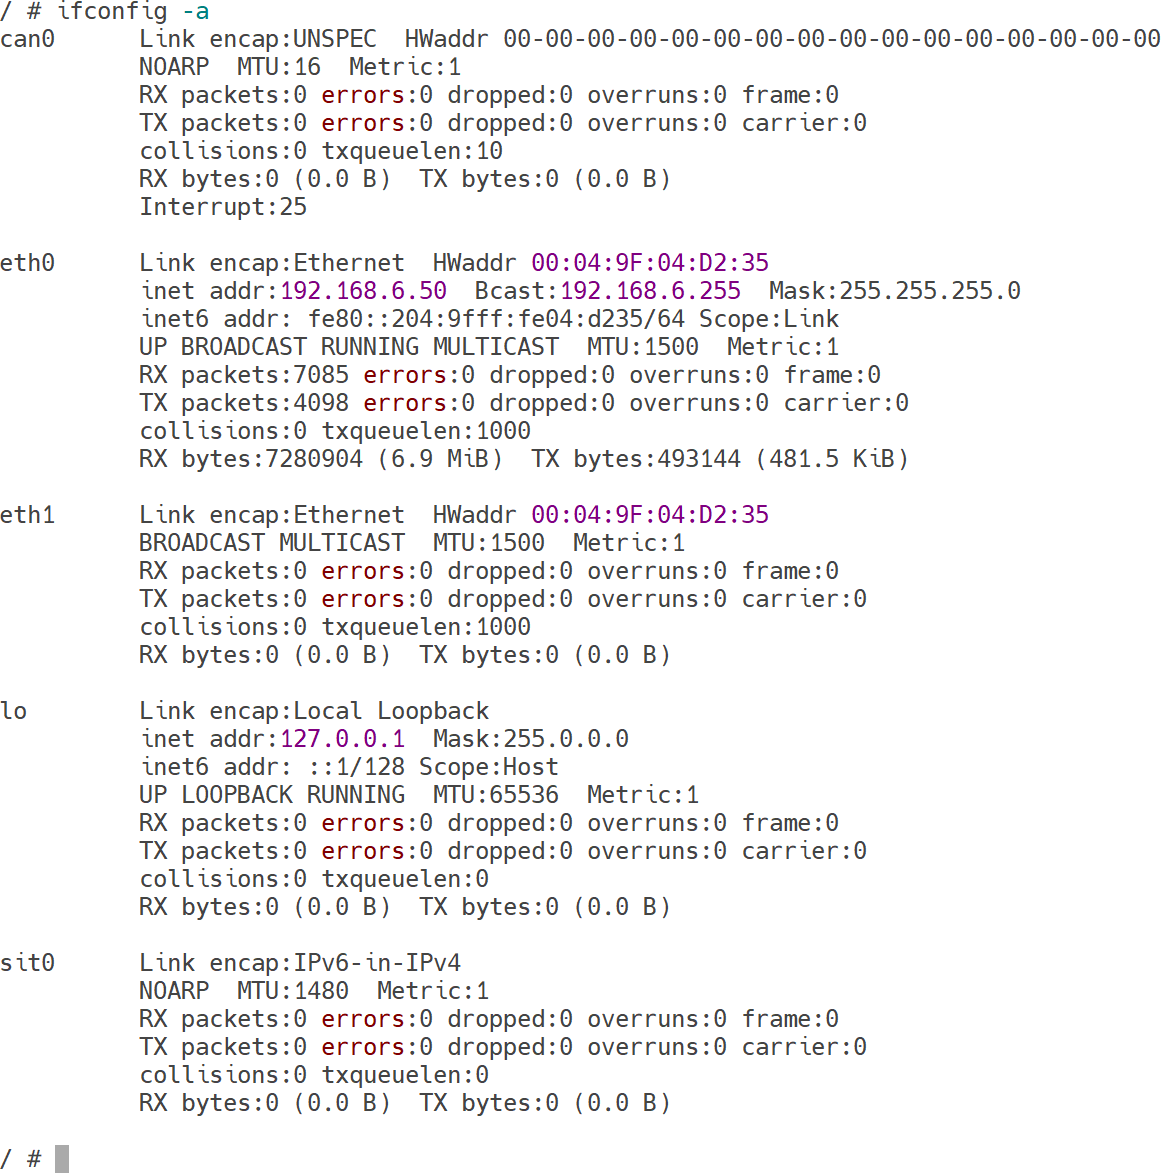 / # ifconfig -a
can0      Link encap:UNSPEC  HWaddr 00-00-00-00-00-00-00-00-00-00-00-00-00-00-00-00
          NOARP  MTU:16  Metric:1
          RX packets:0 errors:0 dropped:0 overruns:0 frame:0
          TX packets:0 errors:0 dropped:0 overruns:0 carrier:0
          collisions:0 txqueuelen:10
          RX bytes:0 (0.0 B)  TX bytes:0 (0.0 B)
          Interrupt:25

eth0      Link encap:Ethernet  HWaddr 00:04:9F:04:D2:35
          inet addr:192.168.6.50  Bcast:192.168.6.255  Mask:255.255.255.0
          inet6 addr: fe80::204:9fff:fe04:d235/64 Scope:Link
          UP BROADCAST RUNNING MULTICAST  MTU:1500  Metric:1
          RX packets:7085 errors:0 dropped:0 overruns:0 frame:0
          TX packets:4098 errors:0 dropped:0 overruns:0 carrier:0
          collisions:0 txqueuelen:1000
          RX bytes:7280904 (6.9 MiB)  TX bytes:493144 (481.5 KiB)

eth1      Link encap:Ethernet  HWaddr 00:04:9F:04:D2:35
          BROADCAST MULTICAST  MTU:1500  Metric:1
          RX packets:0 errors:0 dropped:0 overruns:0 frame:0
          TX packets:0 errors:0 dropped:0 overruns:0 carrier:0
          collisions:0 txqueuelen:1000
          RX bytes:0 (0.0 B)  TX bytes:0 (0.0 B)

lo        Link encap:Local Loopback
          inet addr:127.0.0.1  Mask:255.0.0.0
          inet6 addr: ::1/128 Scope:Host
          UP LOOPBACK RUNNING  MTU:65536  Metric:1
          RX packets:0 errors:0 dropped:0 overruns:0 frame:0
          TX packets:0 errors:0 dropped:0 overruns:0 carrier:0
          collisions:0 txqueuelen:0
          RX bytes:0 (0.0 B)  TX bytes:0 (0.0 B)

sit0      Link encap:IPv6-in-IPv4
          NOARP  MTU:1480  Metric:1
          RX packets:0 errors:0 dropped:0 overruns:0 frame:0
          TX packets:0 errors:0 dropped:0 overruns:0 carrier:0
          collisions:0 txqueuelen:0
          RX bytes:0 (0.0 B)  TX bytes:0 (0.0 B)

/ #